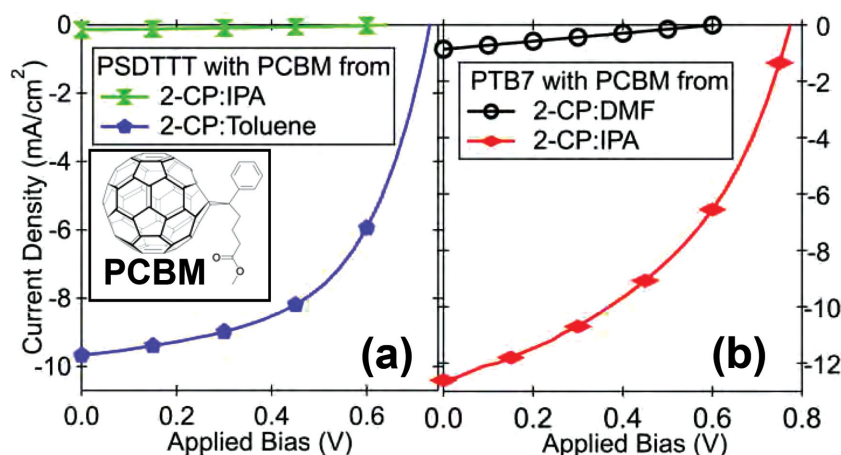 0
-2
-4
-6
-8
-10
Current Density (mA/cm²)
PSDTTT with PCBM from
2-CP:IPA
2-CP:Toluene
O
O
PCBM
(a)
0.0 0.2 0.4 0.6
Applied Bias (V)
PTB7 with PCBM from
2-CP:DMF
2-CP:IPA
(b)
0
-2
-4
-6
-8
-10
-12
0.0 0.2 0.4 0.6 0.8
Applied Bias (V)